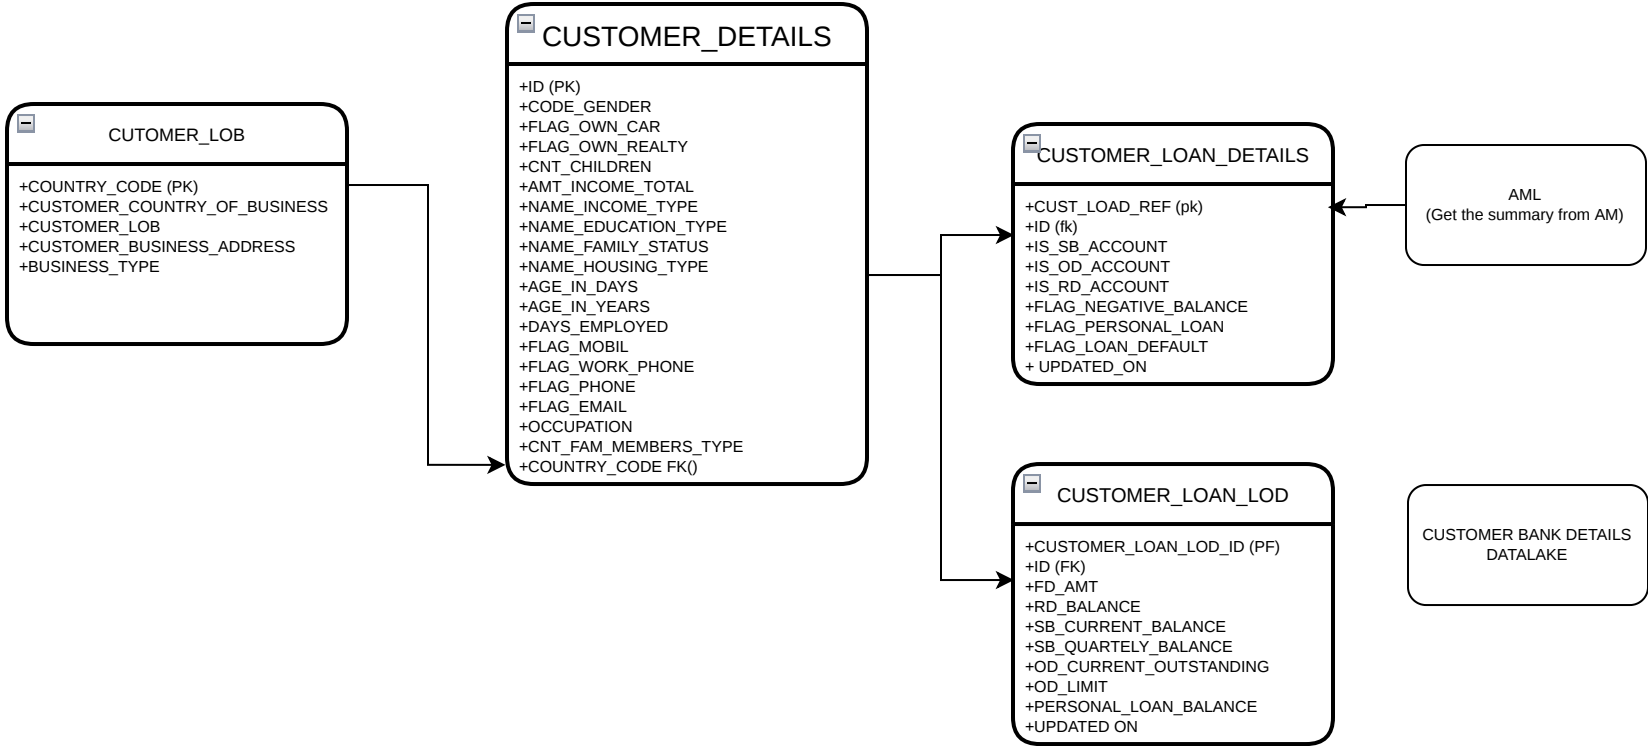 CUTOMER_LOB
+COUNTRY_CODE (PK)
+CUSTOMER_COUNTRY_OF_BUSINESS
+CUSTOMER_LOB
+CUSTOMER_BUSINESS_ADDRESS
+BUSINESS_TYPE
CUSTOMER_DETAILS
+ID (PK)
+CODE_GENDER
+FLAG_OWN_CAR
+FLAG_OWN_REALTY
+CNT_CHILDREN
+AMT_INCOME_TOTAL
+NAME_INCOME_TYPE
+NAME_EDUCATION_TYPE
+NAME_FAMILY_STATUS
+NAME_HOUSING_TYPE
+AGE_IN_DAYS
+AGE_IN_YEARS
+DAYS_EMPLOYED
+FLAG_MOBIL
+FLAG_WORK_PHONE
+FLAG_PHONE
+FLAG_EMAIL
+OCCUPATION
+CNT_FAM_MEMBERS_TYPE
+COUNTRY_CODE FK()
CUSTOMER_LOAN_DETAILS
+CUST_LOAD_REF (pk)
+ID (fk)
+IS_SB_ACCOUNT
+IS_OD_ACCOUNT
+IS_RD_ACCOUNT
+FLAG_NEGATIVE_BALANCE
+FLAG_PERSONAL_LOAN
+FLAG_LOAN_DEFAULT
+ UPDATED_ON
AML
(Get the summary from AM)
CUSTOMER_LOAN_LOD
+CUSTOMER_LOAN_LOD_ID (PF)
+ID (FK)
+FD_AMT
+RD_BALANCE
+SB_CURRENT_BALANCE
+SB_QUARTELY_BALANCE
+OD_CURRENT_OUTSTANDING
+OD_LIMIT
+PERSONAL_LOAN_BALANCE
+UPDATED ON
CUSTOMER BANK DETAILS
DATALAKE